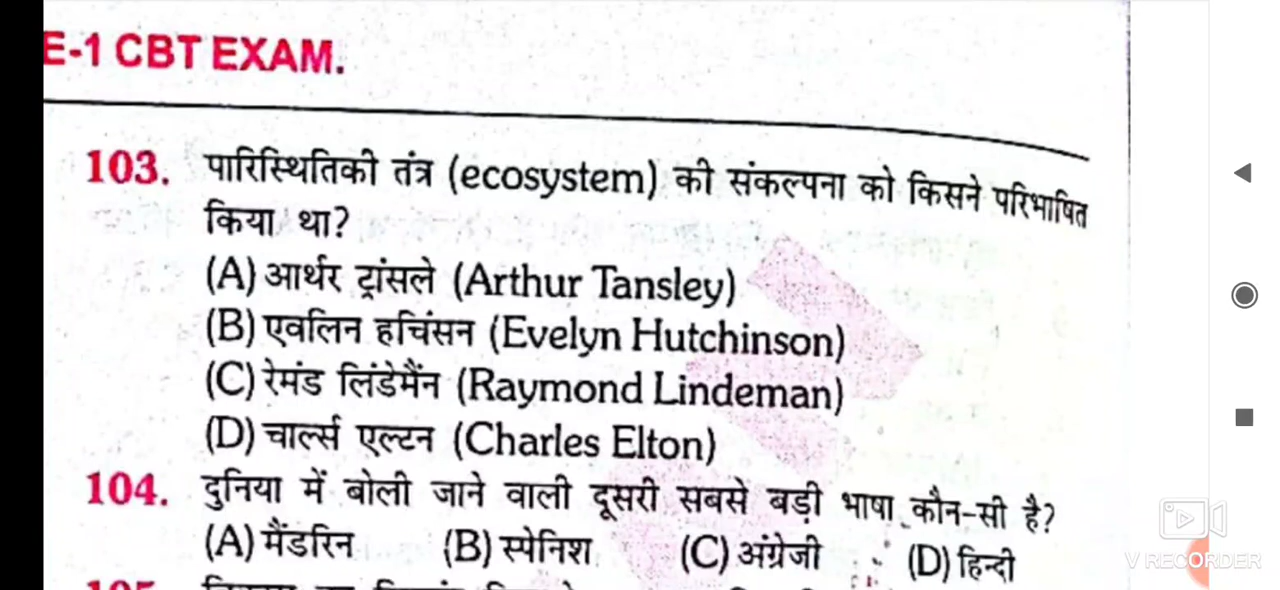 E-1 CBT EXAM.
103. पारिस्थितिकी तंत्र (ecosystem) की संकल्पना को किसने परिभाषित
किया था?
(A) आर्थर ट्रांसले (Arthur Tansley)
(B) एवलिन हचिंसन (Evelyn Hutchinson)
(C) रेमंड लिंडेमैंन (Raymond Lindeman)
(D) चार्ल्स एल्टन (Charles Elton)
104. दुनिया में बोली जाने वाली दूसरी सबसे बड़ी भाषा कौन-सी है?
(A) मैंडरिन (B) स्पेनिश (C) अंग्रेजी (D) हिन्दी
V RECORDER